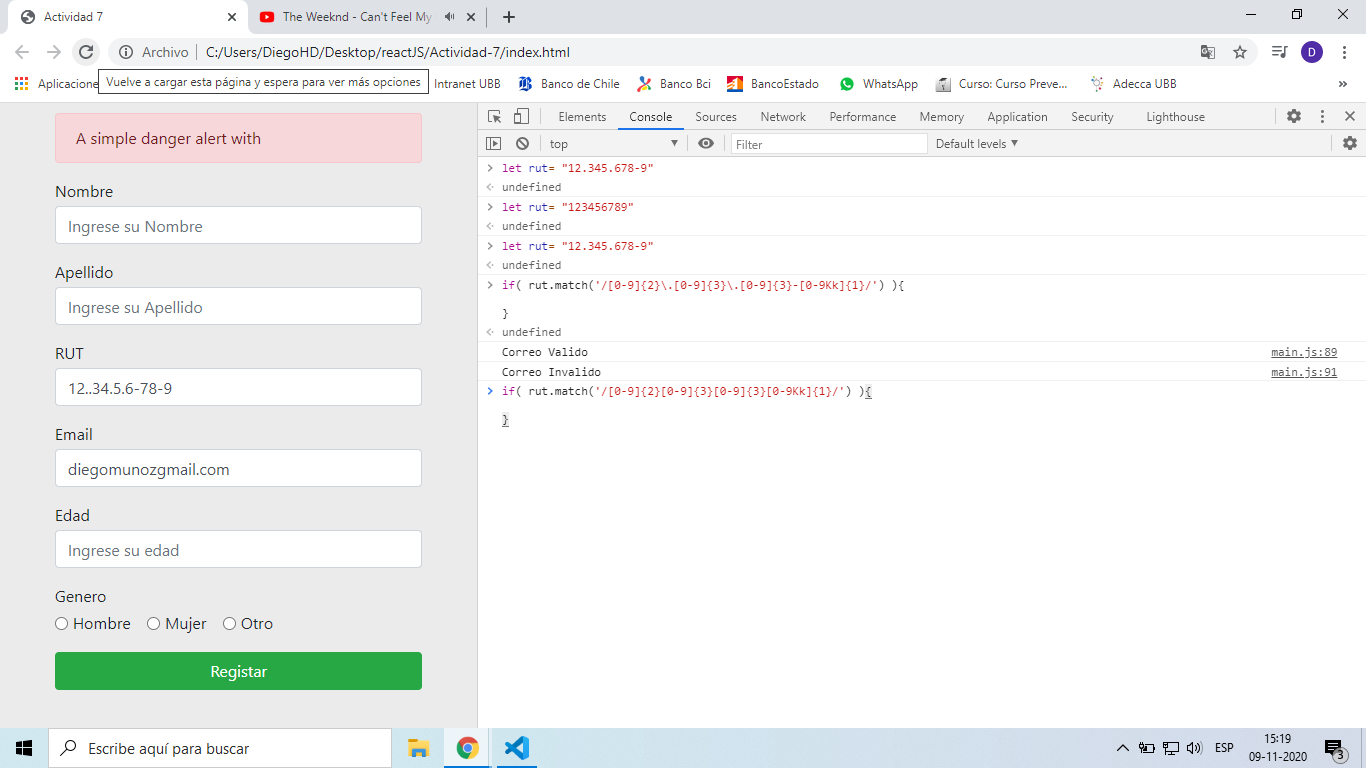 Actividad 7
The Weeknd - Can't Feel My
Archivo
C:/Users/DiegoHD/Desktop/reactJS/Actividad-7/index.html
D
Aplicacione
Vuelve a cargar esta página y espera para ver más opciones
Intranet UBB
Banco de Chile
Banco Bci
BancoEstado
WhatsApp
Curso: Curso Preve...
Adecca UBB
»
A simple danger alert with
Nombre
Ingrese su Nombre
Apellido
Ingrese su Apellido
RUT
12..34.5.6-78-9
Email
diegomunozgmail.com
Edad
Ingrese su edad
Genero
Hombre Mujer Otro
Registar
Elements Console Sources Network Performance Memory Application Security Lighthouse
top
Filter
Default levels
let rut= "12.345.678-9"
undefined
let rut= "123456789"
undefined
let rut= "12.345.678-9"
undefined
if( rut.match('/[0-9]{2}\.[0-9]{3}\.[0-9]{3}-[0-9Kk]{1}/') ){
}
undefined
Correo Valido main.js:89
Correo Invalido main.js:91
if( rut.match('/[0-9]{2}[0-9]{3}[0-9]{3}[0-9Kk]{1}/') ){
}
Escribe aquí para buscar
ESP
15:19
09-11-2020
3